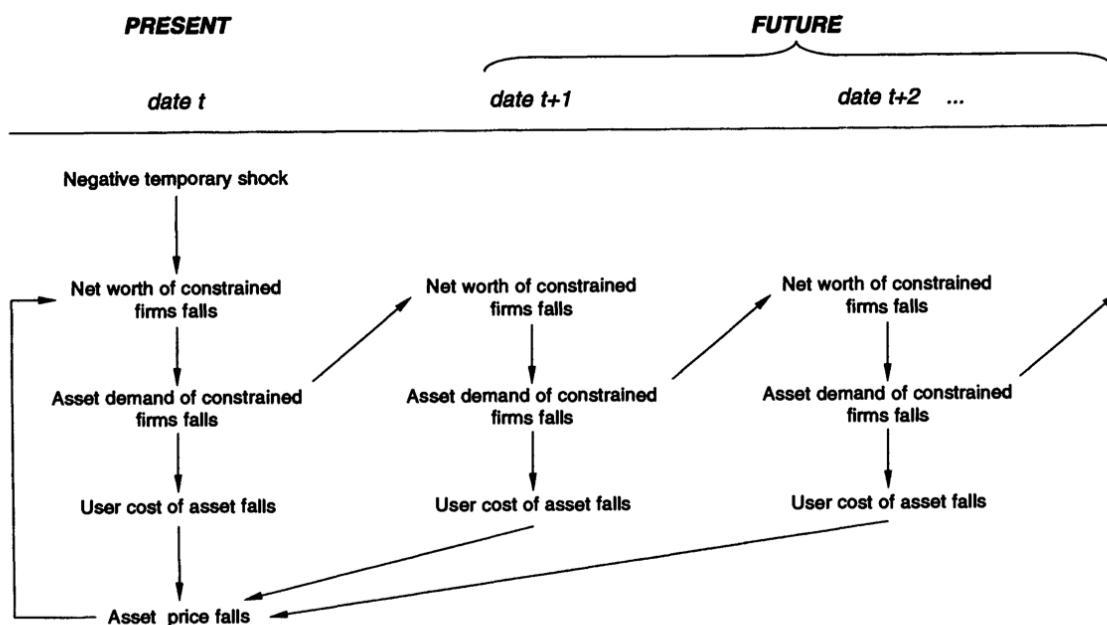 PRESENT
FUTURE
date t
date t+1
date t+2 ...
Negative temporary shock
Net worth of constrained
firms falls
Net worth of constrained
firms falls
Net worth of constrained
firms falls
Asset demand of constrained
firms falls
Asset demand of constrained
firms falls
Asset demand of constrained
firms falls
User cost of asset falls
User cost of asset falls
User cost of asset falls
Asset price falls